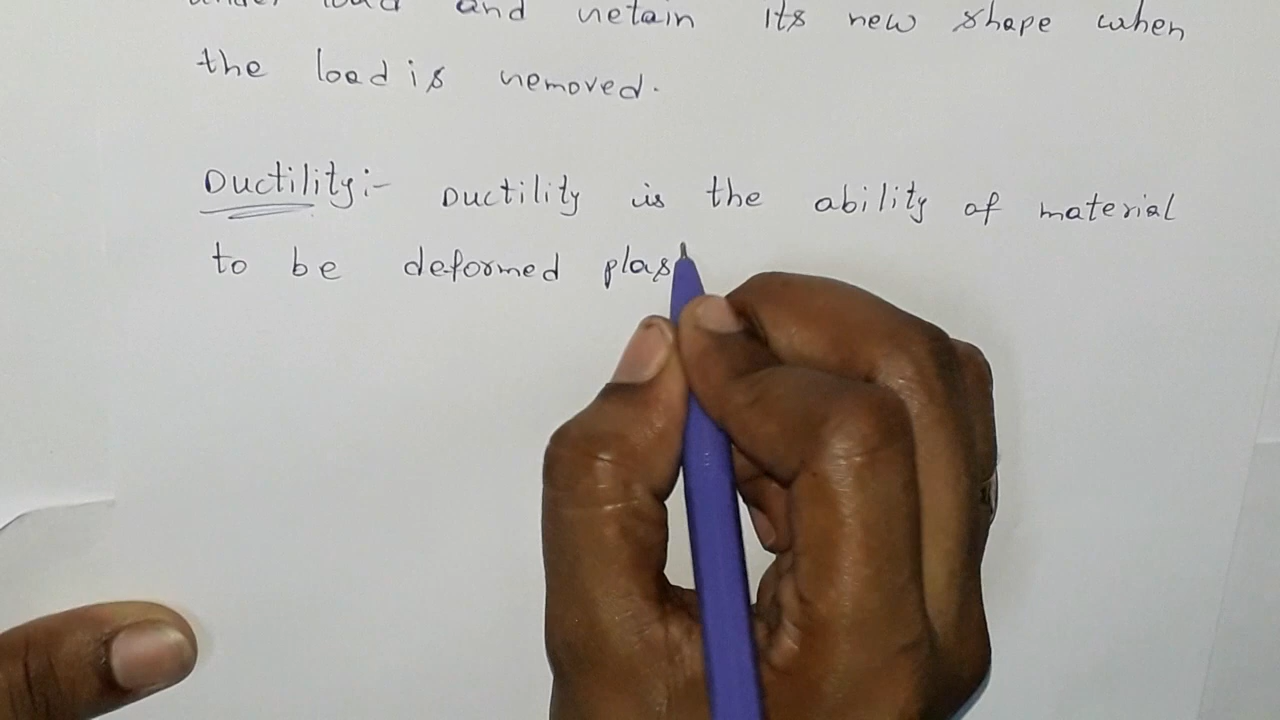 under load and retain its new shape when
the load is removed.
Ductility:- Ductility is the ability of material
to be deformed plas